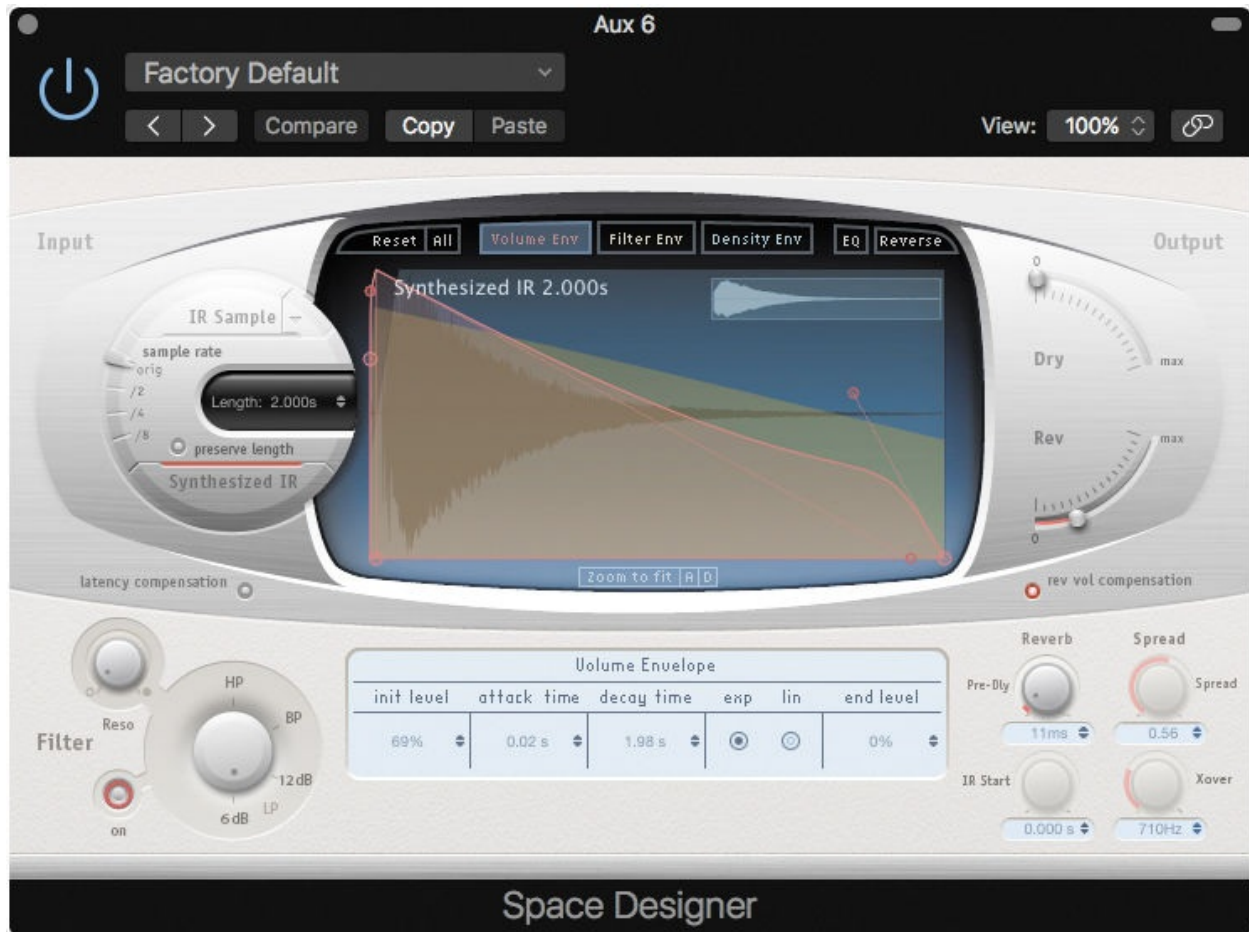 Aux 6
Factory Default
Compare Copy Paste View: 100%
Input
Output
Reset All Volume Env Filter Env Density Env EQ Reverse
Synthesized IR 2.000s
IR Sample
sample rate
orig
/2
/4
/8
Length: 2.000s
preserve length
Synthesized IR
0
Dry
max
Rev
max
0
latency compensation
Zoom to fit A D
rev vol compensation
Filter
Reso
HP
BP
12dB
LP
6dB
on
Volume Envelope
init level attack time decay time exp lin end level
69% 0.02 s 1.98 s 0%
Reverb Spread
Pre-Dly Spread
11ms 0.56
IR Start Xover
0.000 s 710Hz
Space Designer